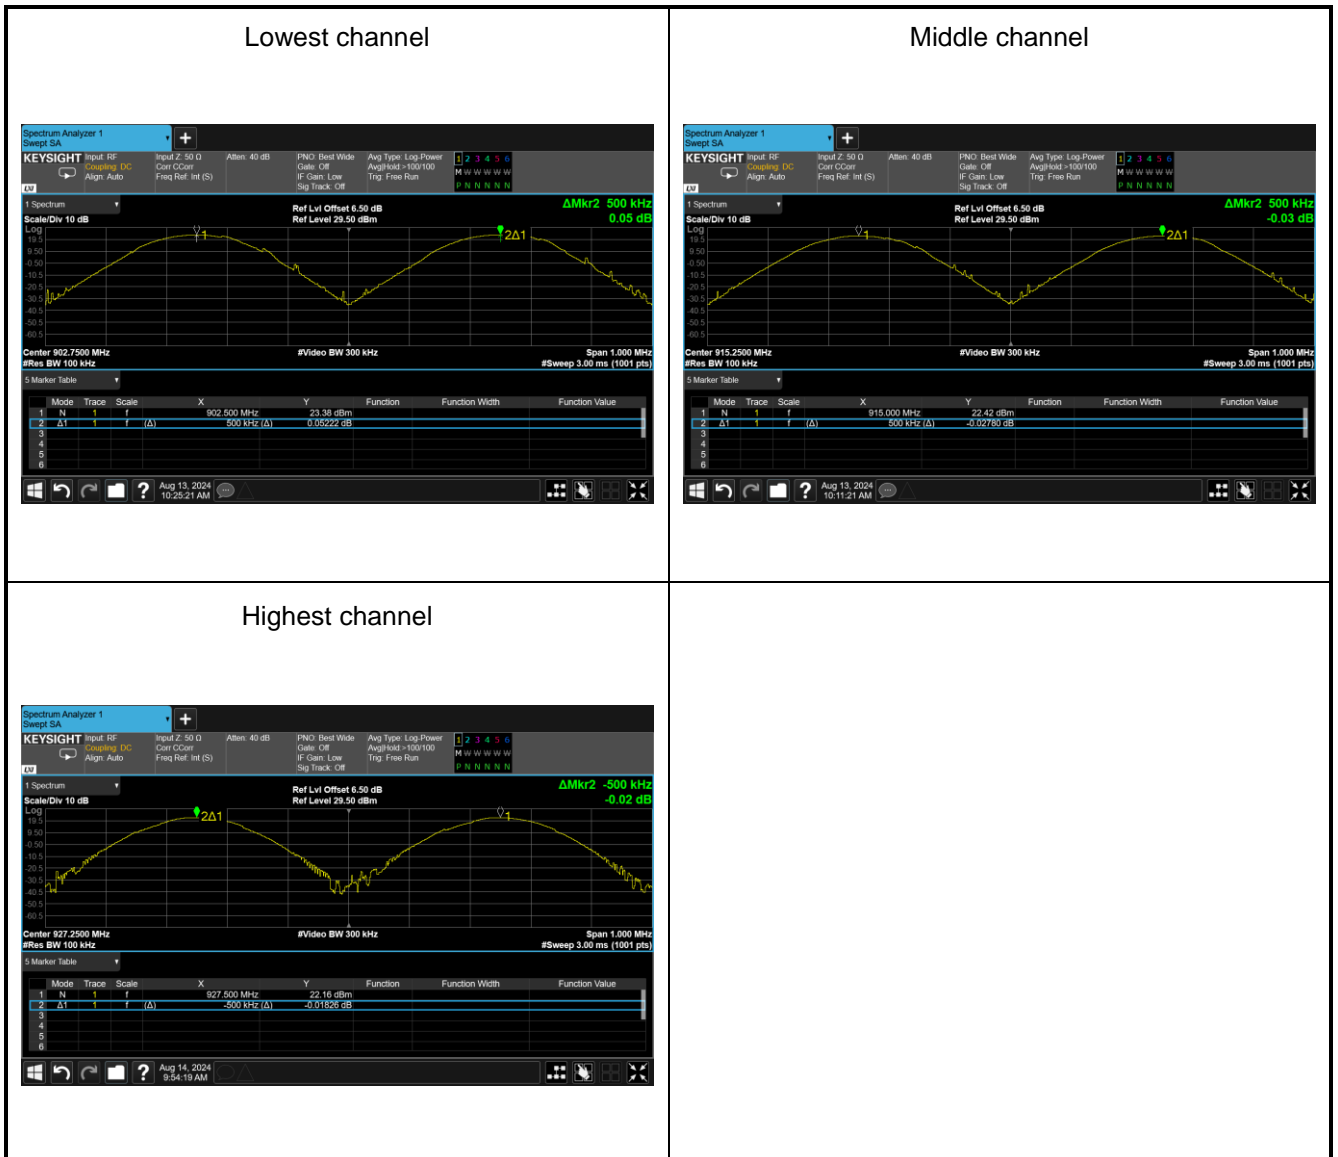 Lowest channel
Spectrum Analyzer 1
Swept SA
KEYSIGHT
Input: RF
Coupling: DC
Align: Auto
Input Z: 50 Ω
Corr CCorr
Freq Ref: Int (S)
Atten: 40 dB
PNO: Best Wide
Gate: Off
IF Gain: Low
Sig Track: Off
Avg Type: Log-Power
Avg|Hold:>100/100
Trig: Free Run
1 2 3 4 5 6
M W W W W W
P N N N N N
LXI
1 Spectrum
Scale/Div 10 dB
Ref Lvl Offset 6.50 dB
Ref Level 29.50 dBm
ΔMkr2 500 kHz
0.05 dB
Log
19.5
9.50
-0.50
-10.5
-20.5
-30.5
-40.5
-50.5
-60.5
1
2Δ1
Center 902.7500 MHz
#Res BW 100 kHz
#Video BW 300 kHz
Span 1.000 MHz
#Sweep 3.00 ms (1001 pts)
5 Marker Table
Mode Trace Scale X Y Function Function Width Function Value
1 N 1 f 902.500 MHz 23.38 dBm
2 Δ1 1 f (Δ) 500 kHz (Δ) 0.05222 dB
3
4
5
6
?
Aug 13, 2024
10:25:21 AM
Middle channel
Spectrum Analyzer 1
Swept SA
KEYSIGHT
Input: RF
Coupling: DC
Align: Auto
Input Z: 50 Ω
Corr CCorr
Freq Ref: Int (S)
Atten: 40 dB
PNO: Best Wide
Gate: Off
IF Gain: Low
Sig Track: Off
Avg Type: Log-Power
Avg|Hold:>100/100
Trig: Free Run
1 2 3 4 5 6
M W W W W W
P N N N N N
LXI
1 Spectrum
Scale/Div 10 dB
Ref Lvl Offset 6.50 dB
Ref Level 29.50 dBm
ΔMkr2 500 kHz
-0.03 dB
Log
19.5
9.50
-0.50
-10.5
-20.5
-30.5
-40.5
-50.5
-60.5
1
2Δ1
Center 915.2500 MHz
#Res BW 100 kHz
#Video BW 300 kHz
Span 1.000 MHz
#Sweep 3.00 ms (1001 pts)
5 Marker Table
Mode Trace Scale X Y Function Function Width Function Value
1 N 1 f 915.000 MHz 22.42 dBm
2 Δ1 1 f (Δ) 500 kHz (Δ) -0.02780 dB
3
4
5
6
?
Aug 13, 2024
10:11:21 AM
Highest channel
Spectrum Analyzer 1
Swept SA
KEYSIGHT
Input: RF
Coupling: DC
Align: Auto
Input Z: 50 Ω
Corr CCorr
Freq Ref: Int (S)
Atten: 40 dB
PNO: Best Wide
Gate: Off
IF Gain: Low
Sig Track: Off
Avg Type: Log-Power
Avg|Hold:>100/100
Trig: Free Run
1 2 3 4 5 6
M W W W W W
P N N N N N
LXI
1 Spectrum
Scale/Div 10 dB
Ref Lvl Offset 6.50 dB
Ref Level 29.50 dBm
ΔMkr2 -500 kHz
-0.02 dB
Log
19.5
9.50
-0.50
-10.5
-20.5
-30.5
-40.5
-50.5
-60.5
2Δ1
1
Center 927.2500 MHz
#Res BW 100 kHz
#Video BW 300 kHz
Span 1.000 MHz
#Sweep 3.00 ms (1001 pts)
5 Marker Table
Mode Trace Scale X Y Function Function Width Function Value
1 N 1 f 927.500 MHz 22.16 dBm
2 Δ1 1 f (Δ) -500 kHz (Δ) -0.01826 dB
3
4
5
6
?
Aug 14, 2024
9:54:19 AM